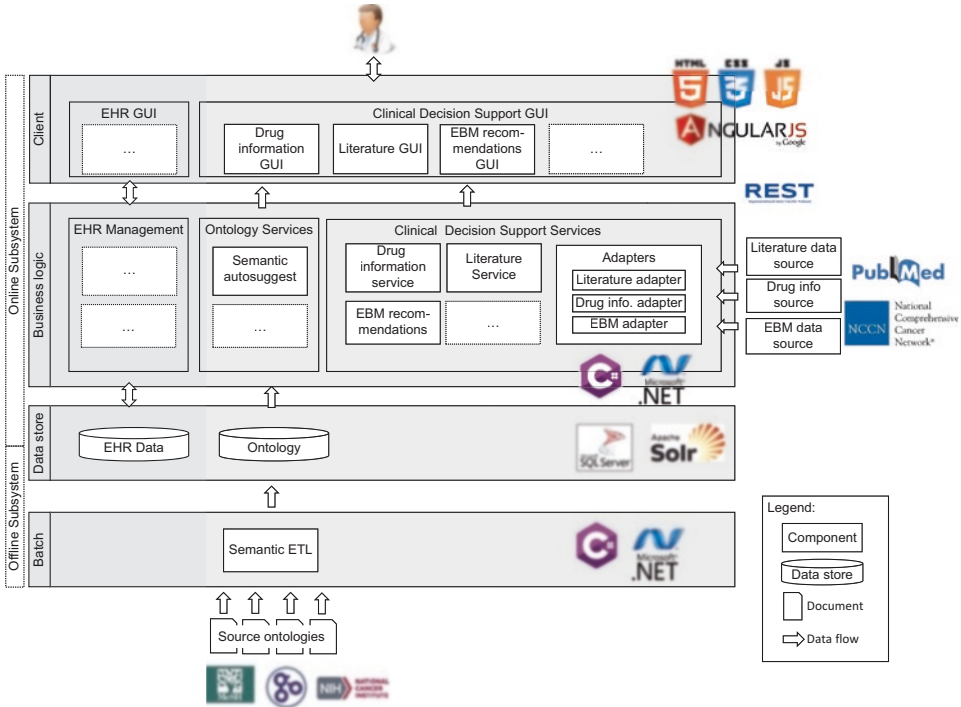 HTML
CSS
JS
5
3
JS
ANGULARJS
by Google
Online Subsystem
Client
EHR GUI
…
Clinical Decision Support GUI
Drug
information
GUI
Literature GUI
EBM recom-
mendations
GUI
…
REST
Business logic
EHR Management
…
…
Ontology Services
Semantic
autosuggest
…
Clinical Decision Support Services
Drug
information
service
Literature
Service
EBM recom-
mendations
…
Adapters
Literature adapter
Drug info. adapter
EBM adapter
Literature data
source
Drug info
source
EBM data
source
PubMed
NCCN
National
Comprehensive
Cancer
Network®
C#
Microsoft®
.NET
Data store
EHR Data
Ontology
SQL Server
Apache
Solr
Offline Subsystem
Batch
Semantic ETL
C#
Microsoft®
.NET
Source ontologies
NIH
NATIONAL
CANCER
INSTITUTE
Legend:
Component
Data store
Document
Data flow